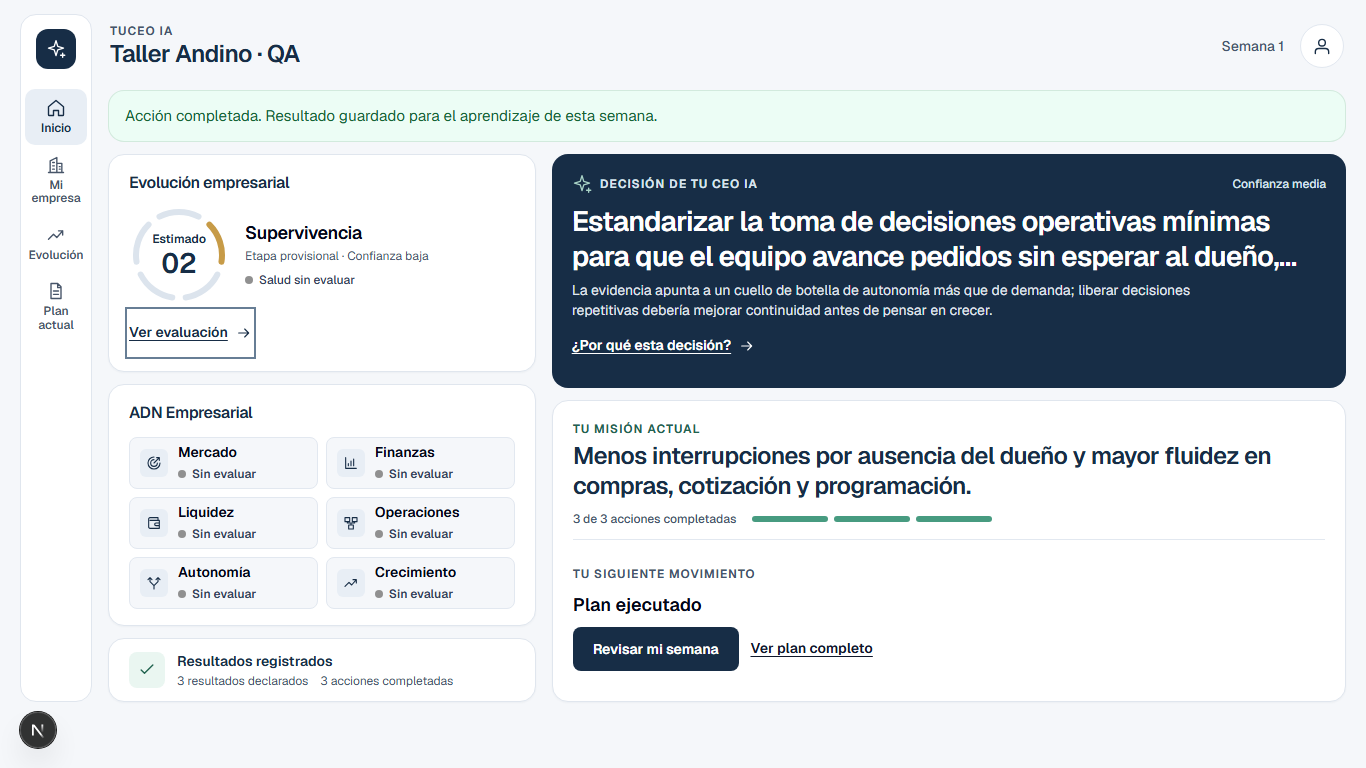 TUCEO IA
Taller Andino · QA
Semana 1
Inicio
Mi
empresa
Evolución
Plan
actual
Acción completada. Resultado guardado para el aprendizaje de esta semana.
Evolución empresarial
Estimado
02
Supervivencia
Etapa provisional · Confianza baja
Salud sin evaluar
Ver evaluación
ADN Empresarial
Mercado
Sin evaluar
Finanzas
Sin evaluar
Liquidez
Sin evaluar
Operaciones
Sin evaluar
Autonomía
Sin evaluar
Crecimiento
Sin evaluar
Resultados registrados
3 resultados declarados 3 acciones completadas
DECISIÓN DE TU CEO IA
Confianza media
Estandarizar la toma de decisiones operativas mínimas
para que el equipo avance pedidos sin esperar al dueño,...
La evidencia apunta a un cuello de botella de autonomía más que de demanda; liberar decisiones
repetitivas debería mejorar continuidad antes de pensar en crecer.
¿Por qué esta decisión?
TU MISIÓN ACTUAL
Menos interrupciones por ausencia del dueño y mayor fluidez en
compras, cotización y programación.
3 de 3 acciones completadas
TU SIGUIENTE MOVIMIENTO
Plan ejecutado
Revisar mi semana
Ver plan completo
N